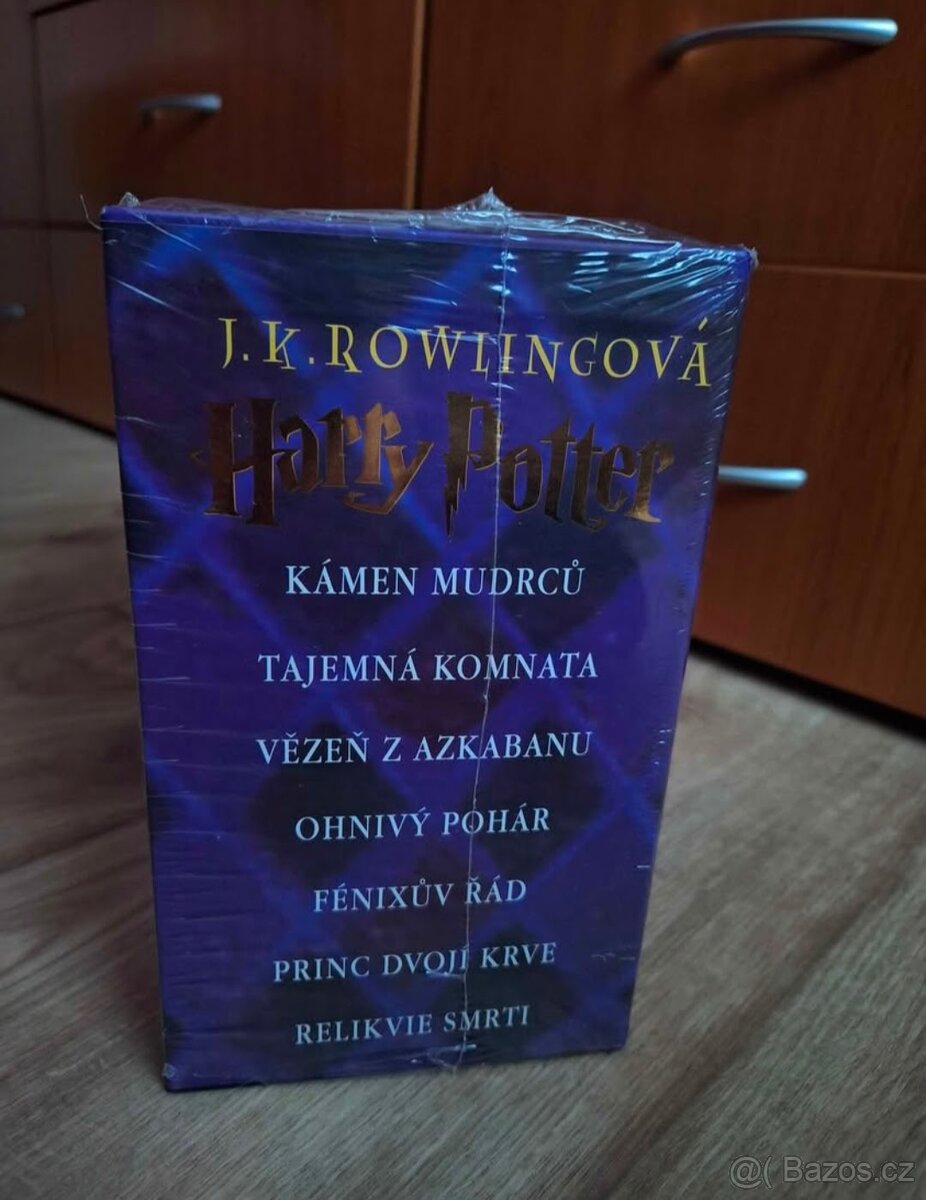 J.K.ROWLINGOVÁ
Harry Potter
KÁMEN MUDRCŮ
TAJEMNÁ KOMNATA
VĚZEŇ Z AZKABANU
OHNIVÝ POHÁR
FÉNIXŮV ŘÁD
PRINC DVOJÍ KRVE
RELIKVIE SMRTI
@( Bazos.cz